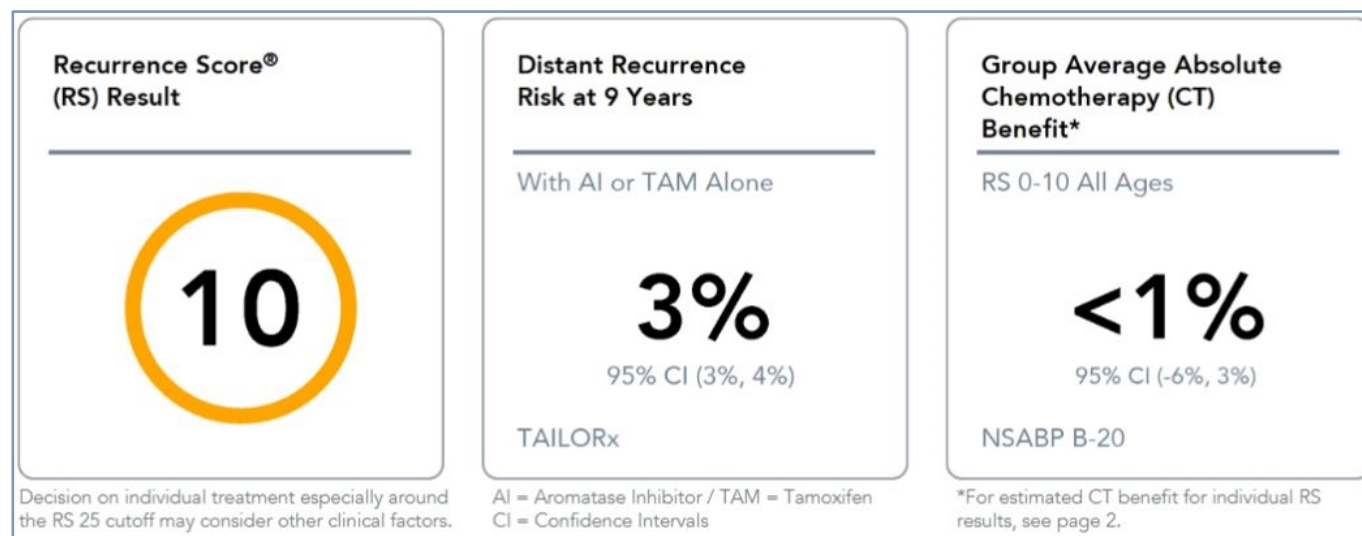 Recurrence Score®
(RS) Result
10
Decision on individual treatment especially around
the RS 25 cutoff may consider other clinical factors.
Distant Recurrence
Risk at 9 Years
With AI or TAM Alone
3%
95% CI (3%, 4%)
TAILORx
AI = Aromatase Inhibitor / TAM = Tamoxifen
CI = Confidence Intervals
Group Average Absolute
Chemotherapy (CT)
Benefit*
RS 0-10 All Ages
<1%
95% CI (-6%, 3%)
NSABP B-20
*For estimated CT benefit for individual RS
results, see page 2.